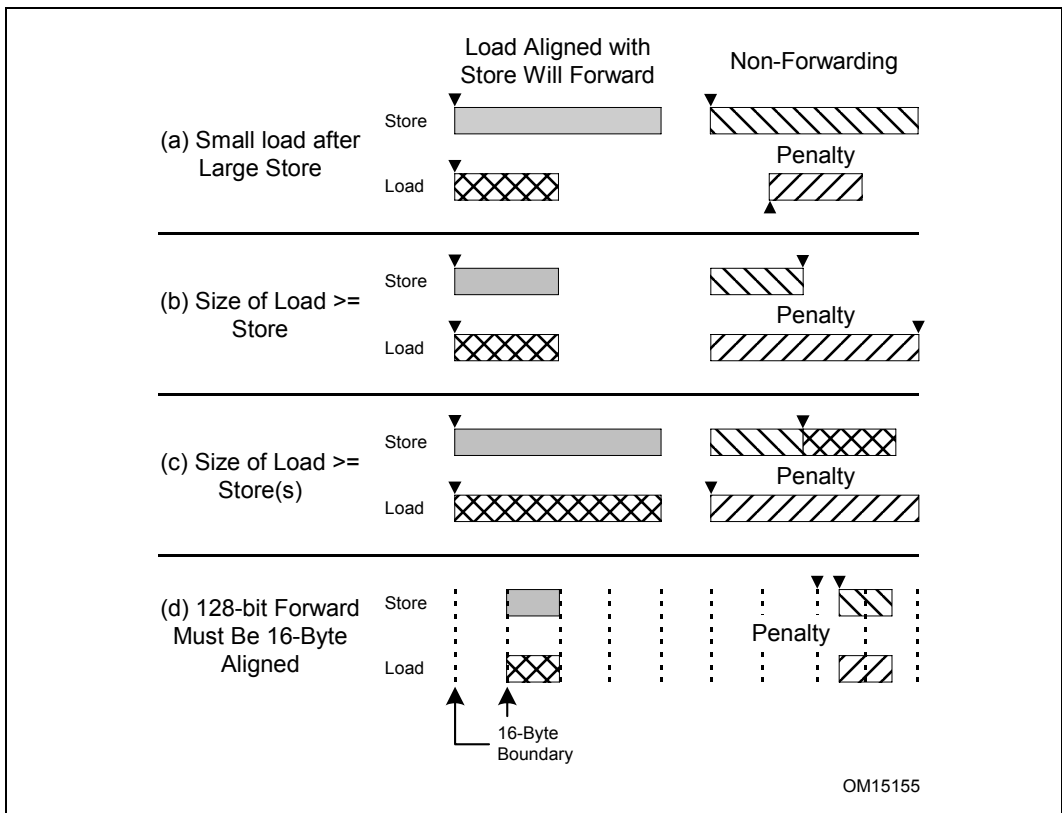 Load Aligned with
Store Will Forward
Non-Forwarding
(a) Small load after
Large Store
Store
Penalty
Load
(b) Size of Load >=
Store
Store
Penalty
Load
(c) Size of Load >=
Store(s)
Store
Penalty
Load
(d) 128-bit Forward
Must Be 16-Byte
Aligned
Store
Penalty
Load
16-Byte
Boundary
OM15155